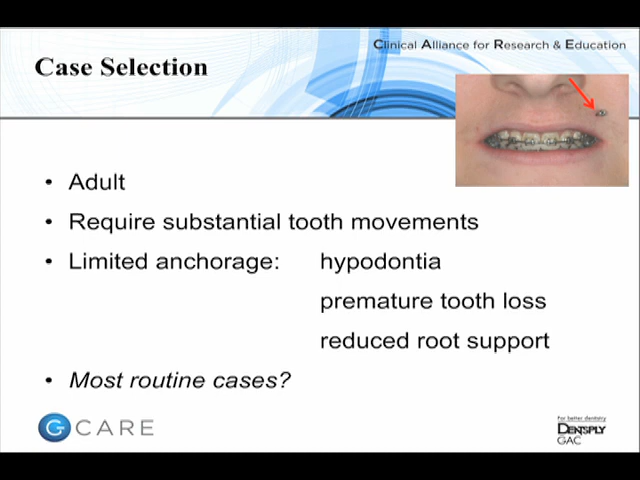 Clinical Alliance for Research & Education
Case Selection
• Adult
• Require substantial tooth movements
• Limited anchorage: hypodontia
premature tooth loss
reduced root support
• Most routine cases?
G CARE
For better dentistry
DENTSPLY
GAC